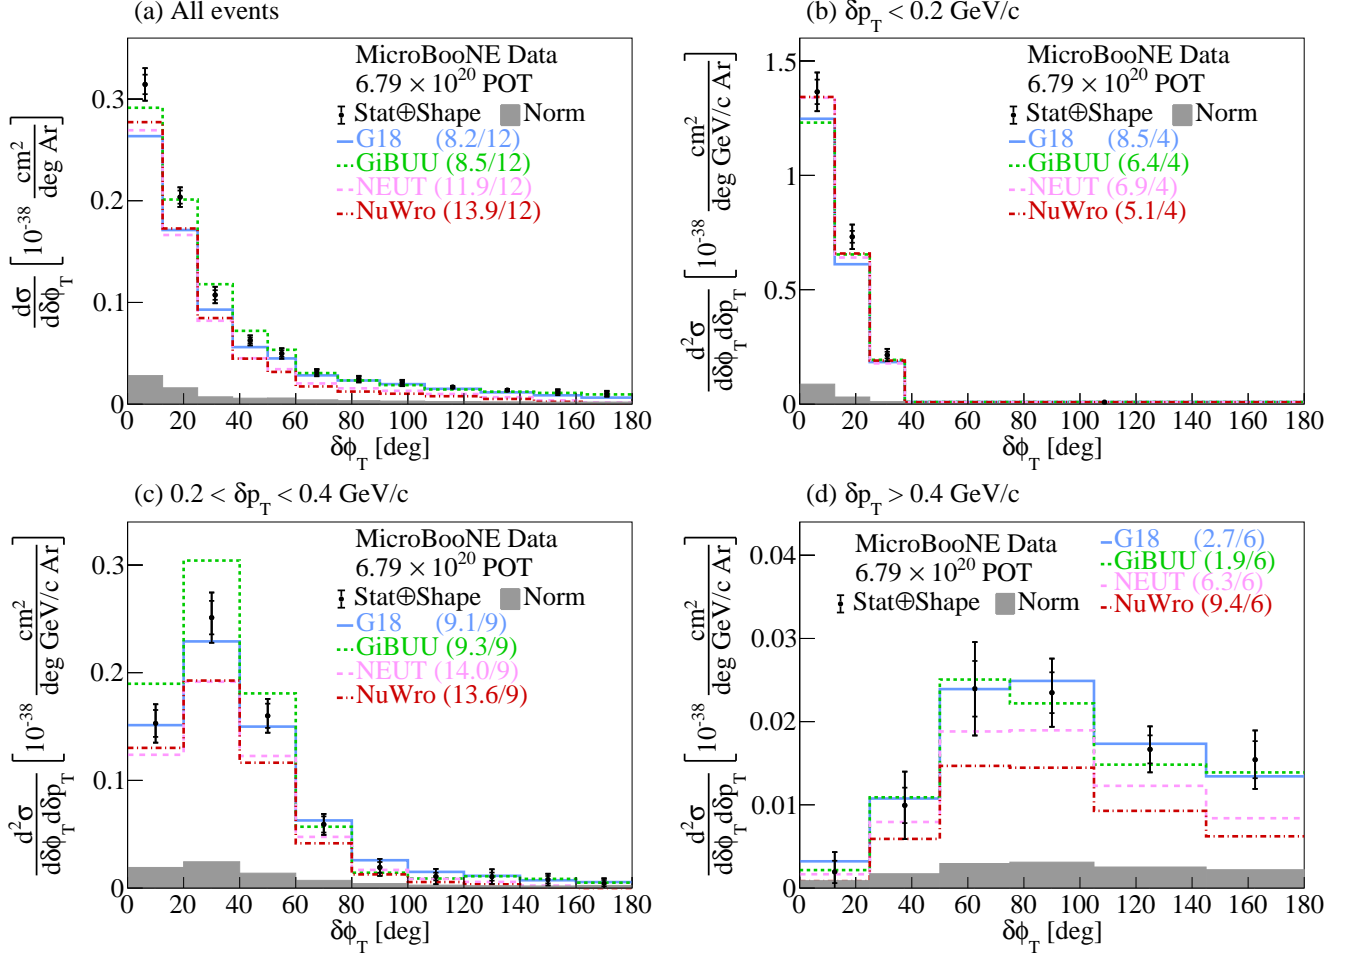 (a) All events
MicroBooNE Data
6.79 × 10^20 POT
Stat⊕Shape Norm
G18 (8.2/12)
GiBUU (8.5/12)
NEUT (11.9/12)
NuWro (13.9/12)
dσ/dδϕ_T [10^-38 cm^2/deg Ar]
0.3
0.2
0.1
0
0 20 40 60 80 100 120 140 160 180
δϕ_T [deg]
(b) δp_T < 0.2 GeV/c
MicroBooNE Data
6.79 × 10^20 POT
Stat⊕Shape Norm
G18 (8.5/4)
GiBUU (6.4/4)
NEUT (6.9/4)
NuWro (5.1/4)
d^2σ/dδϕ_T dδp_T [10^-38 cm^2/deg GeV/c Ar]
1.5
1
0.5
0
0 20 40 60 80 100 120 140 160 180
δϕ_T [deg]
(c) 0.2 < δp_T < 0.4 GeV/c
MicroBooNE Data
6.79 × 10^20 POT
Stat⊕Shape Norm
G18 (9.1/9)
GiBUU (9.3/9)
NEUT (14.0/9)
NuWro (13.6/9)
d^2σ/dδϕ_T dδp_T [10^-38 cm^2/deg GeV/c Ar]
0.3
0.2
0.1
0
0 20 40 60 80 100 120 140 160 180
δϕ_T [deg]
(d) δp_T > 0.4 GeV/c
MicroBooNE Data
6.79 × 10^20 POT
Stat⊕Shape Norm
G18 (2.7/6)
GiBUU (1.9/6)
NEUT (6.3/6)
NuWro (9.4/6)
d^2σ/dδϕ_T dδp_T [10^-38 cm^2/deg GeV/c Ar]
0.04
0.03
0.02
0.01
0
0 20 40 60 80 100 120 140 160 180
δϕ_T [deg]